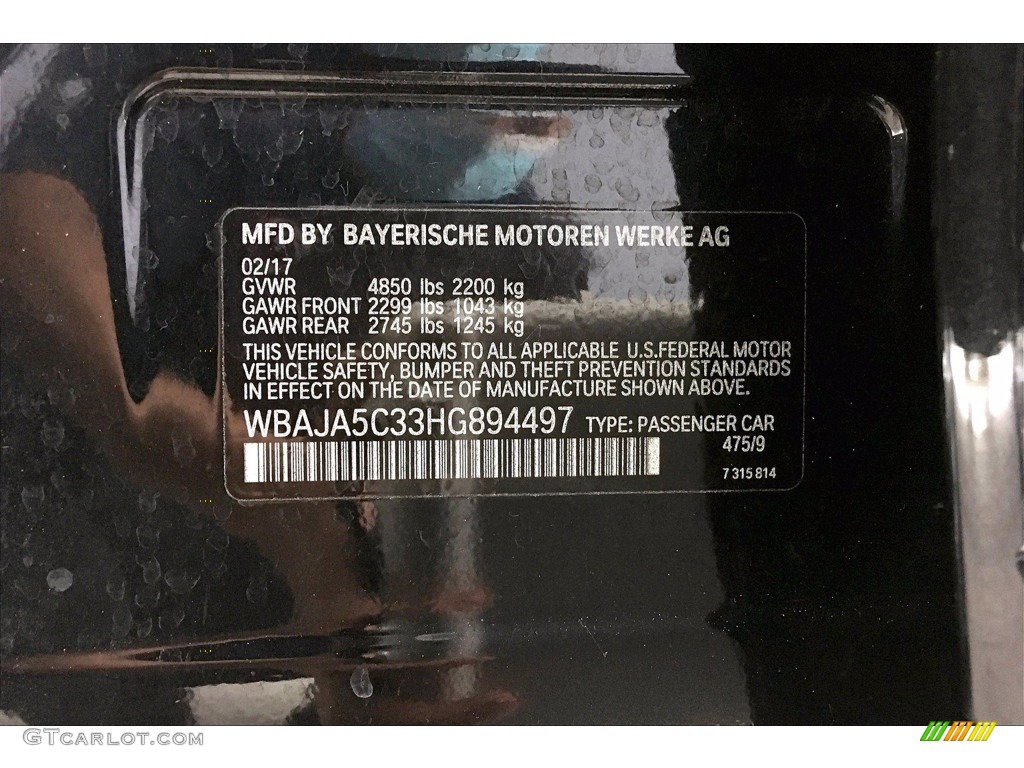 MFD BY BAYERISCHE MOTOREN WERKE AG
02/17
GVWR 4850 lbs 2200 kg
GAWR FRONT 2299 lbs 1043 kg
GAWR REAR 2745 lbs 1245 kg
THIS VEHICLE CONFORMS TO ALL APPLICABLE U.S.FEDERAL MOTOR
VEHICLE SAFETY, BUMPER AND THEFT PREVENTION STANDARDS
IN EFFECT ON THE DATE OF MANUFACTURE SHOWN ABOVE.
WBAJA5C33HG894497 TYPE: PASSENGER CAR
475/9
7 315 814
GTcarlot.com